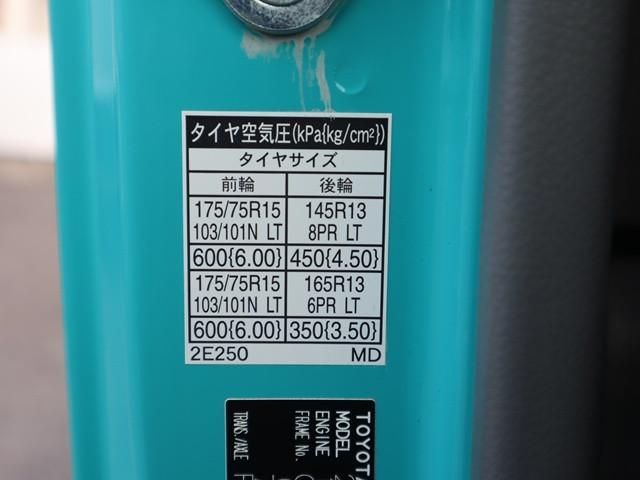 タイヤ空気圧(kPa{kg/cm²})
タイヤサイズ
前輪 後輪
175/75R15 145R13
103/101N LT 8PR LT
600{6.00} 450{4.50}
175/75R15 165R13
103/101N LT 6PR LT
600{6.00} 350{3.50}
2E250 MD
TOYOTA
MODEL
ENGINE
FRAME No.
TRANS./AXLE